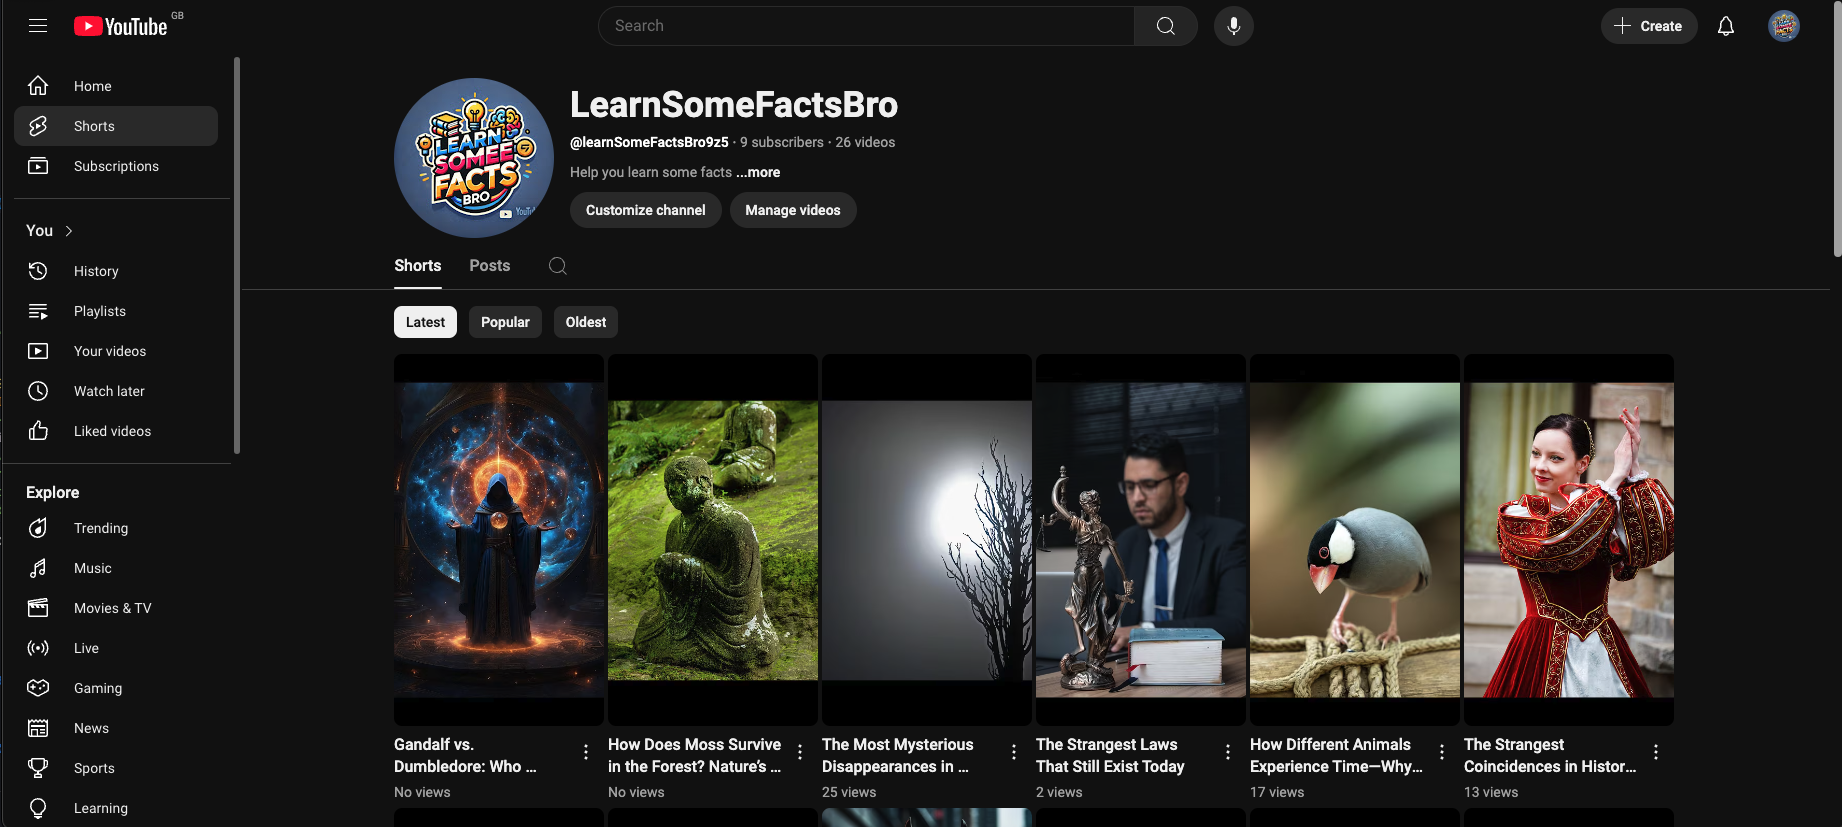 YouTube GB
Search
Create
Home
Shorts
Subscriptions
You
History
Playlists
Your videos
Watch later
Liked videos
Explore
Trending
Music
Movies & TV
Live
Gaming
News
Sports
Learning
LEARN
SOMEE
FACTS
BRO
LearnSomeFactsBro
@learnSomeFactsBro9z5 · 9 subscribers · 26 videos
Help you learn some facts ...more
Customize channel
Manage videos
Shorts
Posts
Latest
Popular
Oldest
Gandalf vs.
Dumbledore: Who ...
No views
How Does Moss Survive
in the Forest? Nature's ...
No views
The Most Mysterious
Disappearances in ...
25 views
The Strangest Laws
That Still Exist Today
2 views
How Different Animals
Experience Time—Why...
17 views
The Strangest
Coincidences in Histor...
13 views